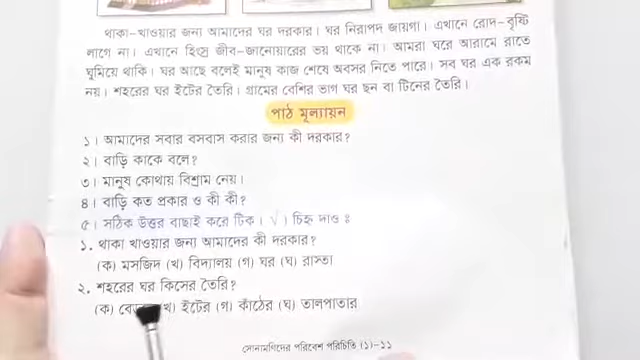 থাকা-খাওয়ার জন্য আমাদের ঘর দরকার। ঘর নিরাপদ জায়গা। এখানে রোদ-বৃষ্টি
লাগে না। এখানে হিংস্র জীব-জানোয়ারের ভয় থাকে না। আমরা ঘরে আরামে রাতে
ঘুমিয়ে থাকি। ঘর আছে বলেই মানুষ কাজ শেষে অবসর নিতে পারে। সব ঘর এক রকম
নয়। শহরের ঘর ইটের তৈরি। গ্রামের বেশির ভাগ ঘর ছন বা টিনের তৈরি।
পাঠ মূল্যায়ন
১। আমাদের সবার বসবাস করার জন্য কী দরকার?
২। বাড়ি কাকে বলে?
৩। মানুষ কোথায় বিশ্রাম নেয়।
৪। বাড়ি কত প্রকার ও কী কী?
৫। সঠিক উত্তর বাছাই করে টিক (√) চিহ্ন দাও ঃ
১. থাকা খাওয়ার জন্য আমাদের কী দরকার?
(ক) মসজিদ (খ) বিদ্যালয় (গ) ঘর (ঘ) রাস্তা
২. শহরের ঘর কিসের তৈরি?
(ক) (খ) ইটের (গ) কাঁঠের (ঘ) তালপাতার
সোনামণিদের পরিবেশ পরিচিতি (১)-১১